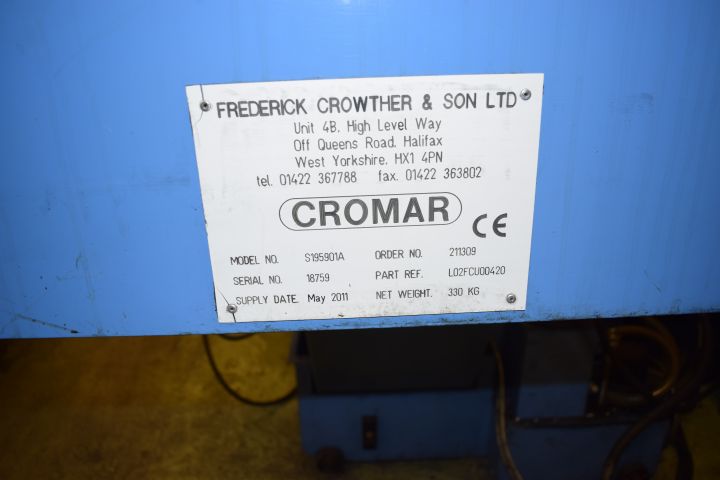 FREDERICK CROWTHER & SON LTD
Unit 4B, High Level Way
Off Queens Road, Halifax
West Yorkshire, HX1 4PN
tel. 01422 367788 fax. 01422 363802
CROMAR
CE
MODEL NO. S195901A ORDER NO. 211309
SERIAL NO. 18759 PART REF. L02FCU00420
SUPPLY DATE. May 2011 NET WEIGHT. 330 KG